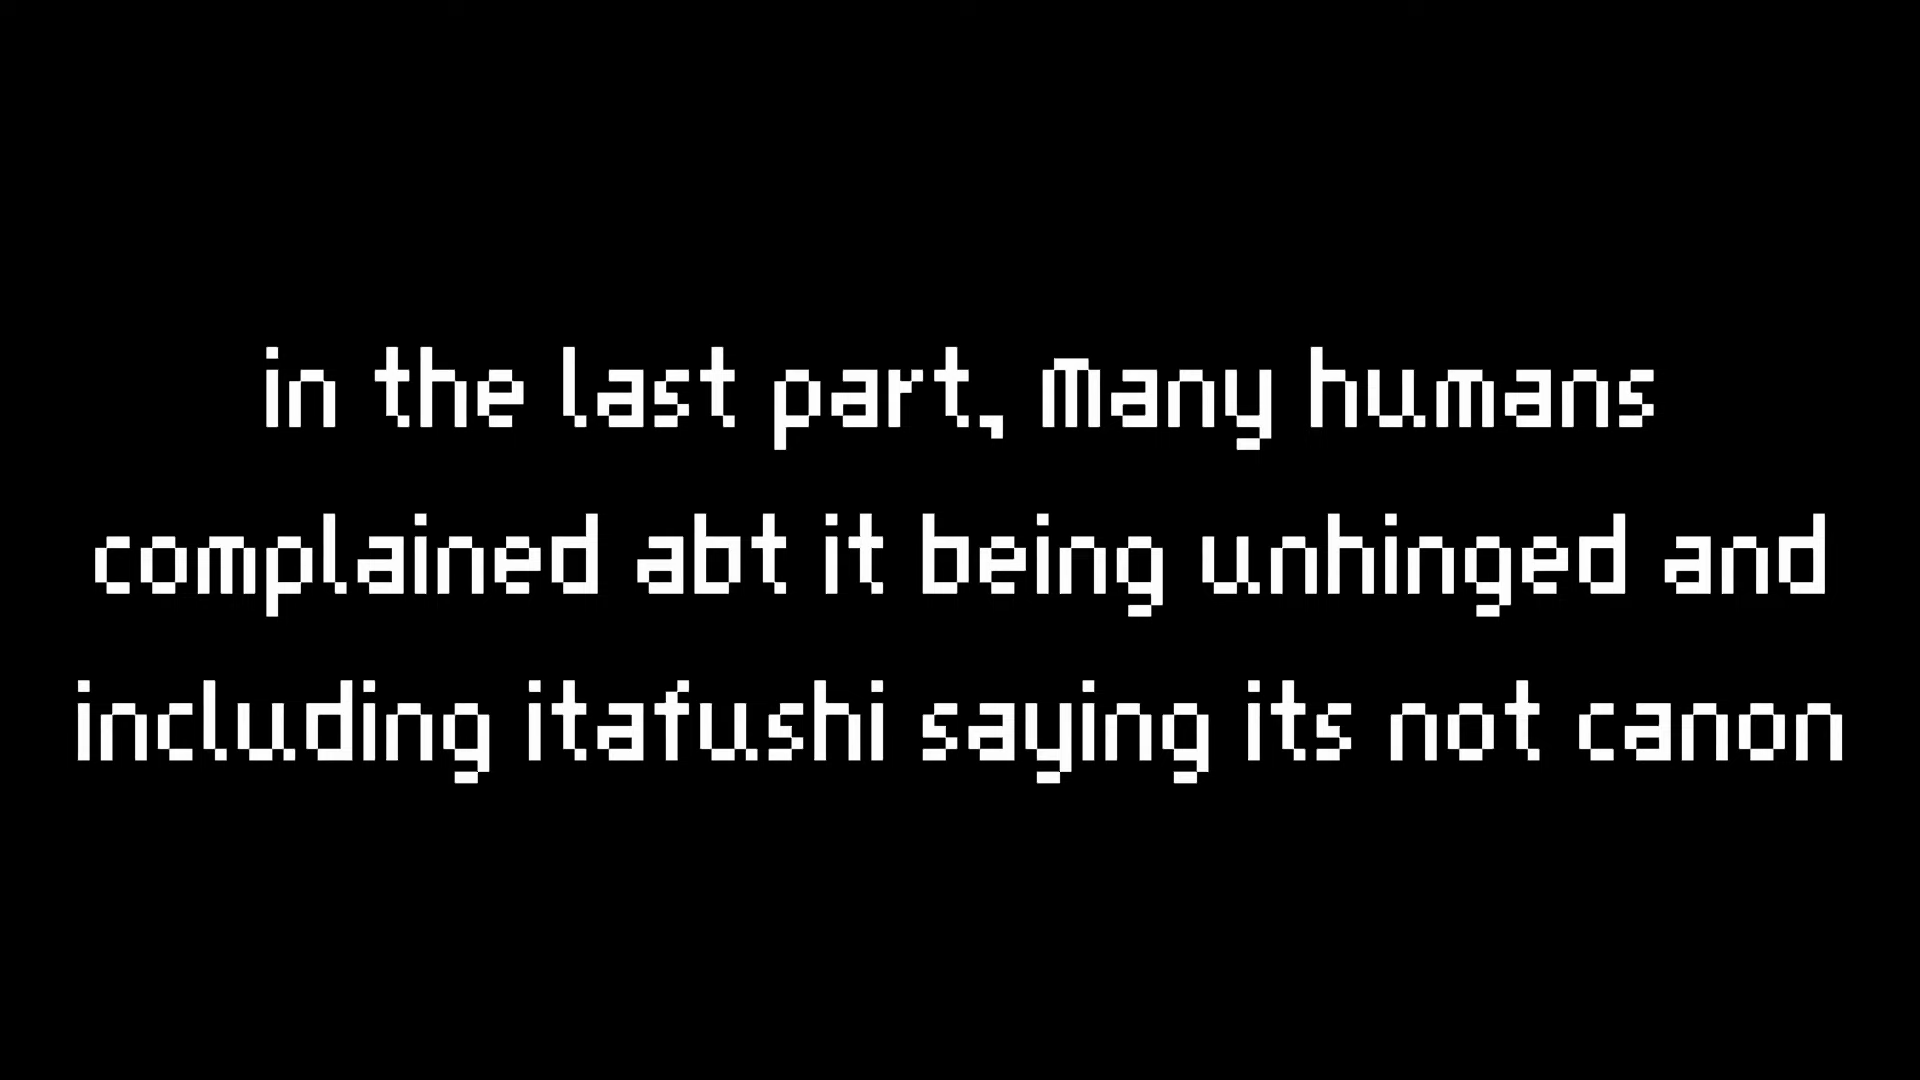 in the last part, Many humans
complained abt it being unhinged and
including itafushi saying its not canon